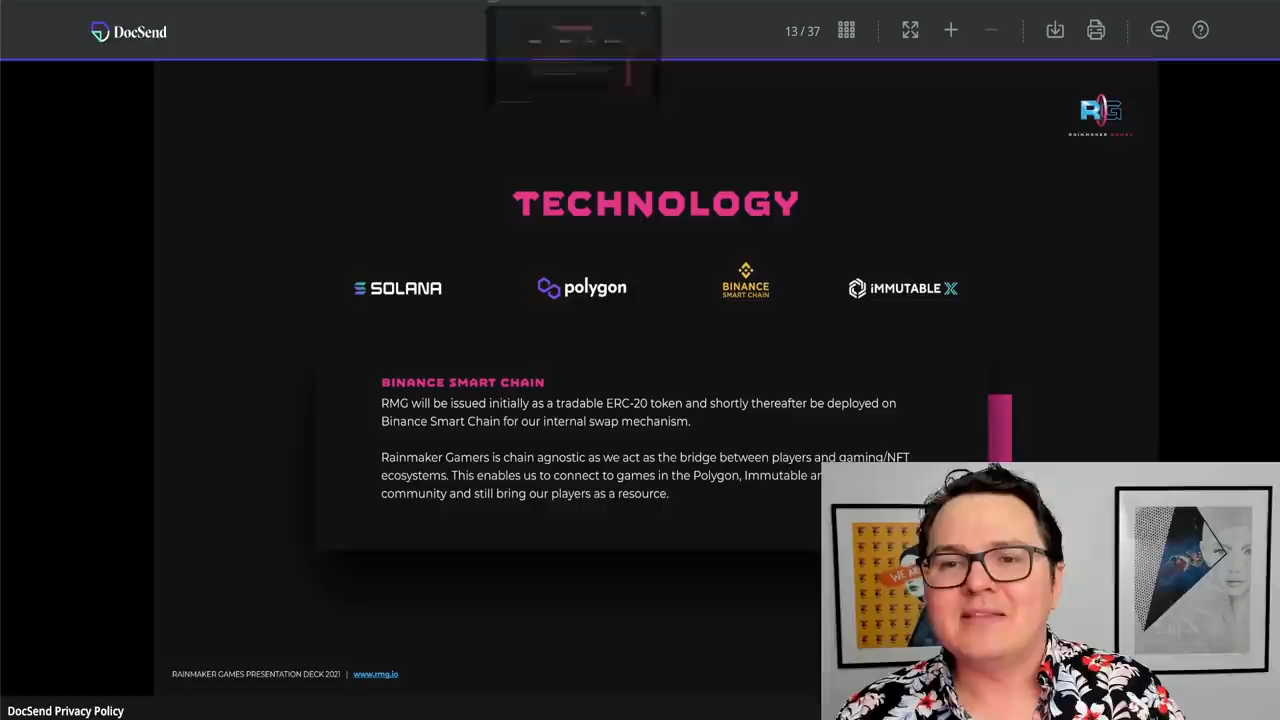 DocSend
13 / 37
RG
RAINMAKER GAMES
TECHNOLOGY
SOLANA
polygon
BINANCE
SMART CHAIN
IMMUTABLE X
BINANCE SMART CHAIN
RMG will be issued initially as a tradable ERC-20 token and shortly thereafter be deployed on
Binance Smart Chain for our internal swap mechanism.
Rainmaker Gamers is chain agnostic as we act as the bridge between players and gaming/NFT
ecosystems. This enables us to connect to games in the Polygon, Immutable
community and still bring our players as a resource.
WE
RAINMAKER GAMES PRESENTATION DECK 2021 | www.rmg.io
DocSend Privacy Policy